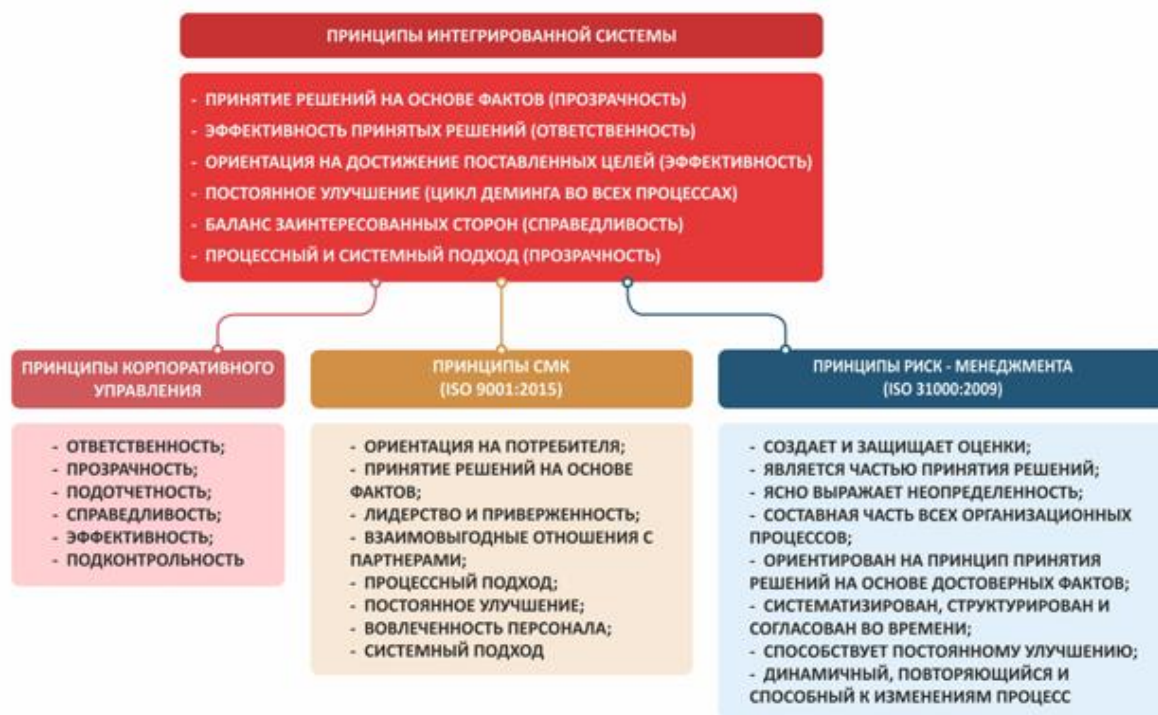 ПРИНЦИПЫ ИНТЕГРИРОВАННОЙ СИСТЕМЫ
- ПРИНЯТИЕ РЕШЕНИЙ НА ОСНОВЕ ФАКТОВ (ПРОЗРАЧНОСТЬ)
- ЭФФЕКТИВНОСТЬ ПРИНЯТЫХ РЕШЕНИЙ (ОТВЕТСТВЕННОСТЬ)
- ОРИЕНТАЦИЯ НА ДОСТИЖЕНИЕ ПОСТАВЛЕННЫХ ЦЕЛЕЙ (ЭФФЕКТИВНОСТЬ)
- ПОСТОЯННОЕ УЛУЧШЕНИЕ (ЦИКЛ ДЕМИНГА ВО ВСЕХ ПРОЦЕССАХ)
- БАЛАНС ЗАИНТЕРЕСОВАННЫХ СТОРОН (СПРАВЕДЛИВОСТЬ)
- ПРОЦЕССНЫЙ И СИСТЕМНЫЙ ПОДХОД (ПРОЗРАЧНОСТЬ)
ПРИНЦИПЫ КОРПОРАТИВНОГО
УПРАВЛЕНИЯ
- ОТВЕТСТВЕННОСТЬ;
- ПРОЗРАЧНОСТЬ;
- ПОДОТЧЕТНОСТЬ;
- СПРАВЕДЛИВОСТЬ;
- ЭФФЕКТИВНОСТЬ;
- ПОДКОНТРОЛЬНОСТЬ
ПРИНЦИПЫ СМК
(ISO 9001:2015)
- ОРИЕНТАЦИЯ НА ПОТРЕБИТЕЛЯ;
- ПРИНЯТИЕ РЕШЕНИЙ НА ОСНОВЕ
ФАКТОВ;
- ЛИДЕРСТВО И ПРИВЕРЖЕННОСТЬ;
- ВЗАИМОВЫГОДНЫЕ ОТНОШЕНИЯ С
ПАРТНЕРАМИ;
- ПРОЦЕССНЫЙ ПОДХОД;
- ПОСТОЯННОЕ УЛУЧШЕНИЕ;
- ВОВЛЕЧЕННОСТЬ ПЕРСОНАЛА;
- СИСТЕМНЫЙ ПОДХОД
ПРИНЦИПЫ РИСК - МЕНЕДЖМЕНТА
(ISO 31000:2009)
- СОЗДАЕТ И ЗАЩИЩАЕТ ОЦЕНКИ;
- ЯВЛЯЕТСЯ ЧАСТЬЮ ПРИНЯТИЯ РЕШЕНИЙ;
- ЯСНО ВЫРАЖАЕТ НЕОПРЕДЕЛЕННОСТЬ;
- СОСТАВНАЯ ЧАСТЬ ВСЕХ ОРГАНИЗАЦИОННЫХ
ПРОЦЕССОВ;
- ОРИЕНТИРОВАН НА ПРИНЦИП ПРИНЯТИЯ
РЕШЕНИЙ НА ОСНОВЕ ДОСТОВЕРНЫХ ФАКТОВ;
- СИСТЕМАТИЗИРОВАН, СТРУКТУРИРОВАН И
СОГЛАСОВАН ВО ВРЕМЕНИ;
- СПОСОБСТВУЕТ ПОСТОЯННОМУ УЛУЧШЕНИЮ;
- ДИНАМИЧНЫЙ, ПОВТОРЯЮЩИЙСЯ И
СПОСОБНЫЙ К ИЗМЕНЕНИЯМ ПРОЦЕСС